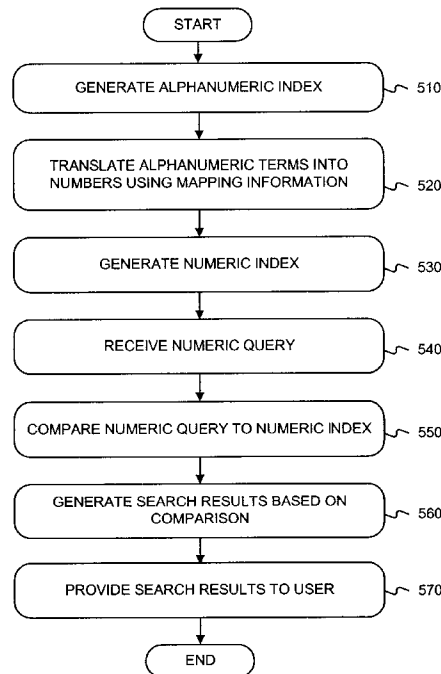 START
GENERATE ALPHANUMERIC INDEX
510
TRANSLATE ALPHANUMERIC TERMS INTO
NUMBERS USING MAPPING INFORMATION
520
GENERATE NUMERIC INDEX
530
RECEIVE NUMERIC QUERY
540
COMPARE NUMERIC QUERY TO NUMERIC INDEX
550
GENERATE SEARCH RESULTS BASED ON
COMPARISON
560
PROVIDE SEARCH RESULTS TO USER
570
END